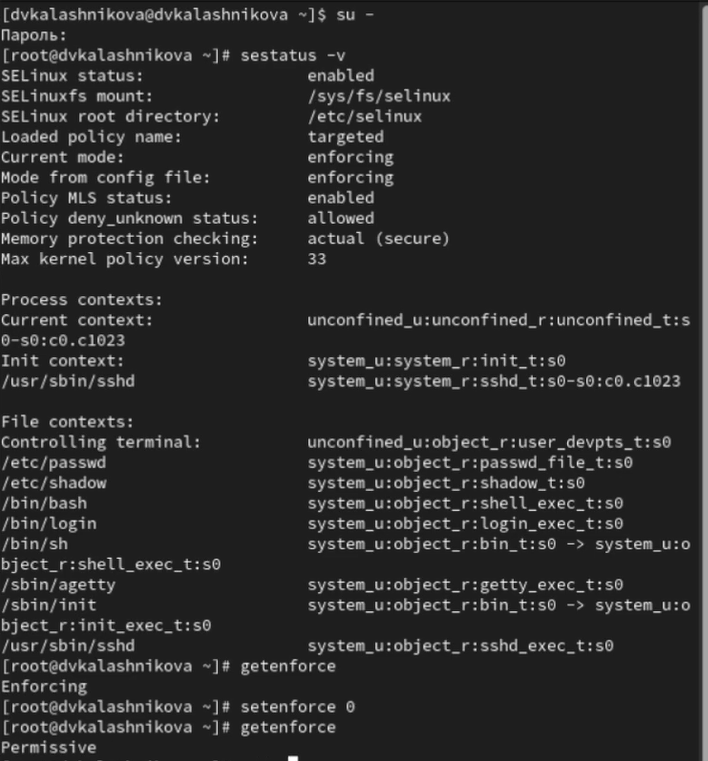 [dvkalashnikova@dvkalashnikova ~]$ su -
Пароль:
[root@dvkalashnikova ~]# sestatus -v
SELinux status:                 enabled
SELinuxfs mount:                /sys/fs/selinux
SELinux root directory:         /etc/selinux
Loaded policy name:             targeted
Current mode:                   enforcing
Mode from config file:          enforcing
Policy MLS status:              enabled
Policy deny_unknown status:     allowed
Memory protection checking:     actual (secure)
Max kernel policy version:      33

Process contexts:
Current context:                unconfined_u:unconfined_r:unconfined_t:s
0-s0:c0.c1023
Init context:                   system_u:system_r:init_t:s0
/usr/sbin/sshd                  system_u:system_r:sshd_t:s0-s0:c0.c1023

File contexts:
Controlling terminal:           unconfined_u:object_r:user_devpts_t:s0
/etc/passwd                     system_u:object_r:passwd_file_t:s0
/etc/shadow                     system_u:object_r:shadow_t:s0
/bin/bash                       system_u:object_r:shell_exec_t:s0
/bin/login                      system_u:object_r:login_exec_t:s0
/bin/sh                         system_u:object_r:bin_t:s0 -> system_u:o
bject_r:shell_exec_t:s0
/sbin/agetty                    system_u:object_r:getty_exec_t:s0
/sbin/init                      system_u:object_r:bin_t:s0 -> system_u:o
bject_r:init_exec_t:s0
/usr/sbin/sshd                  system_u:object_r:sshd_exec_t:s0
[root@dvkalashnikova ~]# getenforce
Enforcing
[root@dvkalashnikova ~]# setenforce 0
[root@dvkalashnikova ~]# getenforce
Permissive